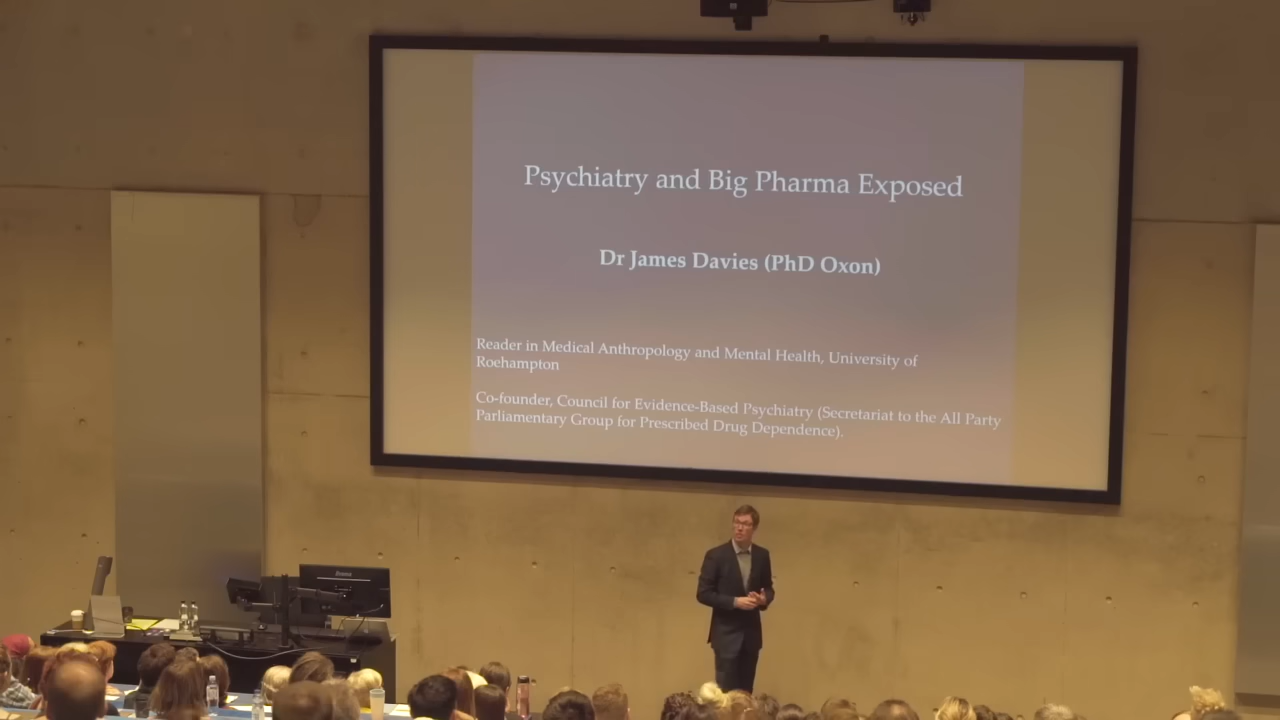 Psychiatry and Big Pharma Exposed
Dr James Davies (PhD Oxon)
Reader in Medical Anthropology and Mental Health, University of
Roehampton
Co-founder, Council for Evidence-Based Psychiatry (Secretariat to the All Party
Parliamentary Group for Prescribed Drug Dependence).